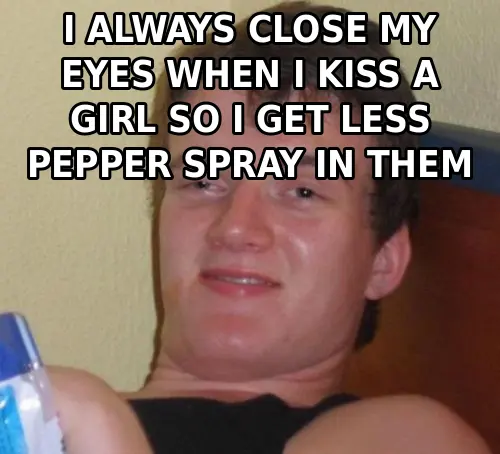 I ALWAYS CLOSE MY
EYES WHEN I KISS A
GIRL SO I GET LESS
PEPPER SPRAY IN THEM